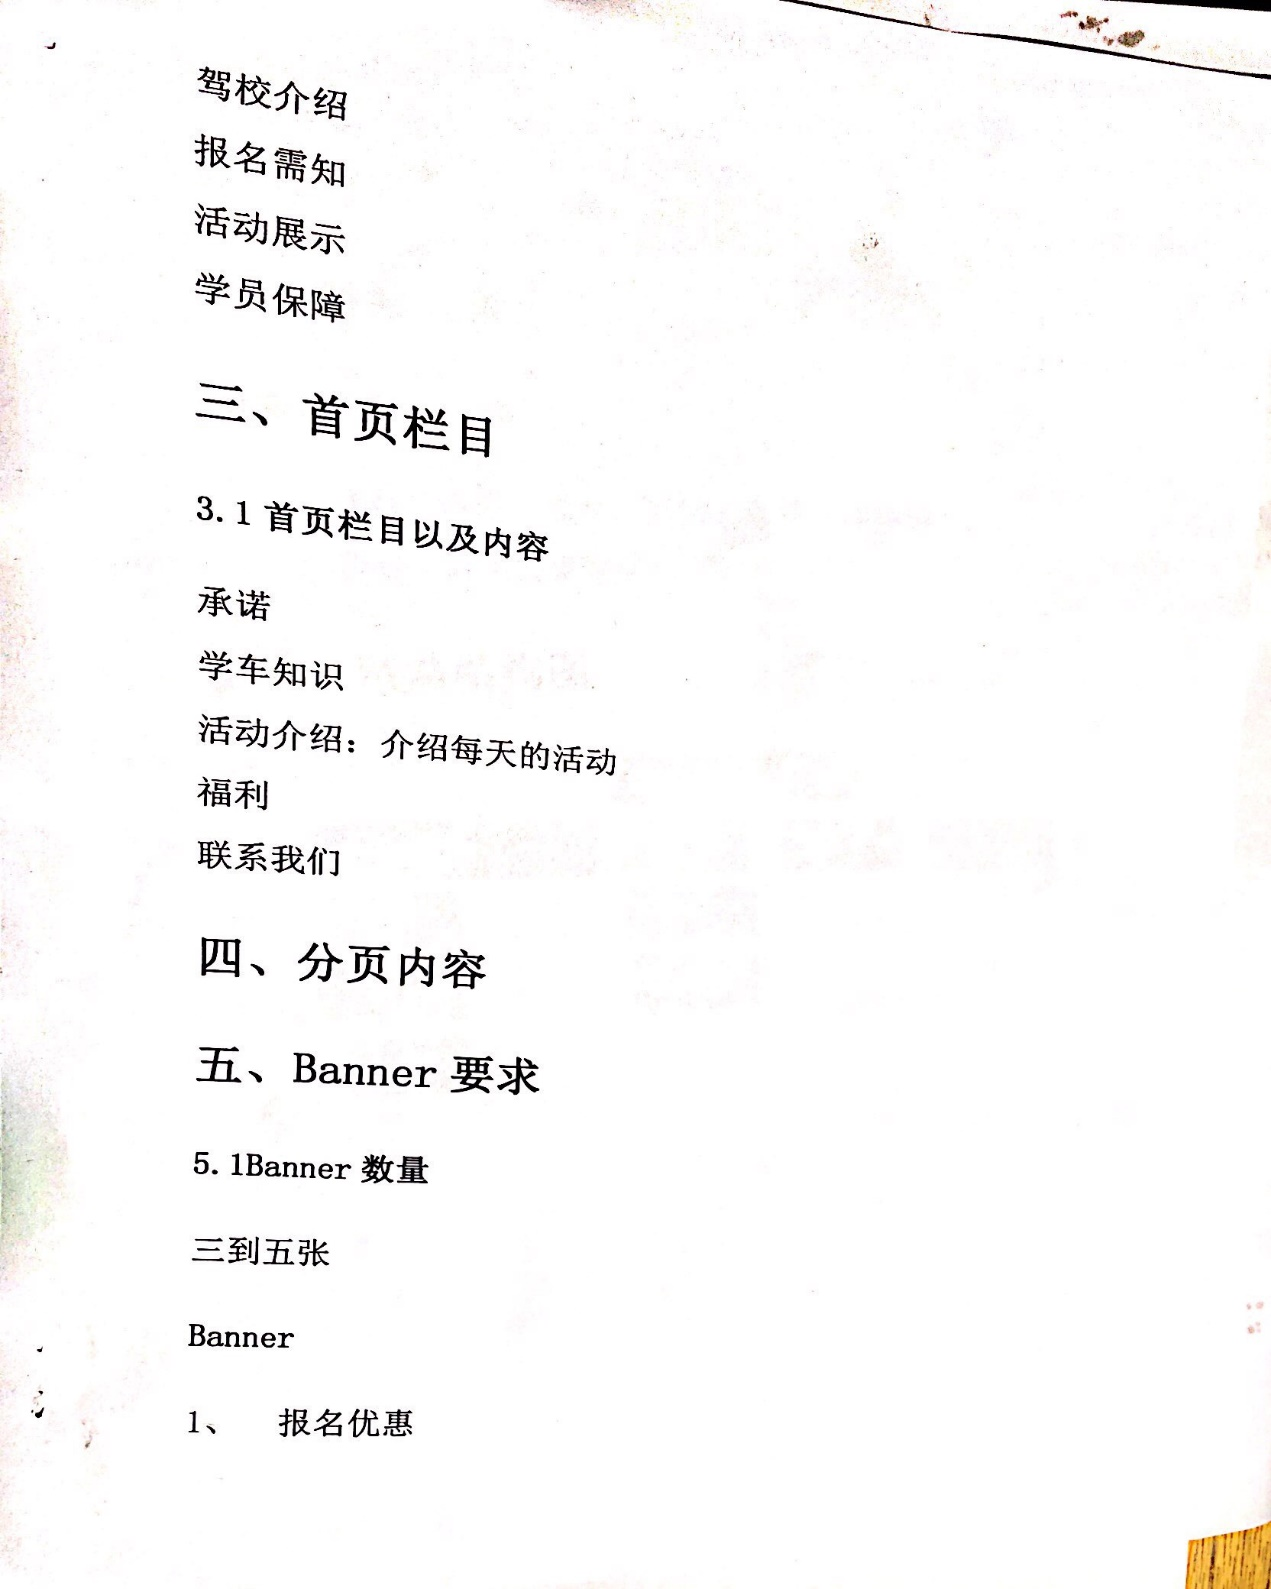 驾校介绍
报名需知
活动展示
学员保障
三、首页栏目
3.1 首页栏目以及内容
承诺
学车知识
活动介绍：介绍每天的活动
福利
联系我们
四、分页内容
五、Banner 要求
5.1Banner 数量
三到五张
Banner
1、 报名优惠